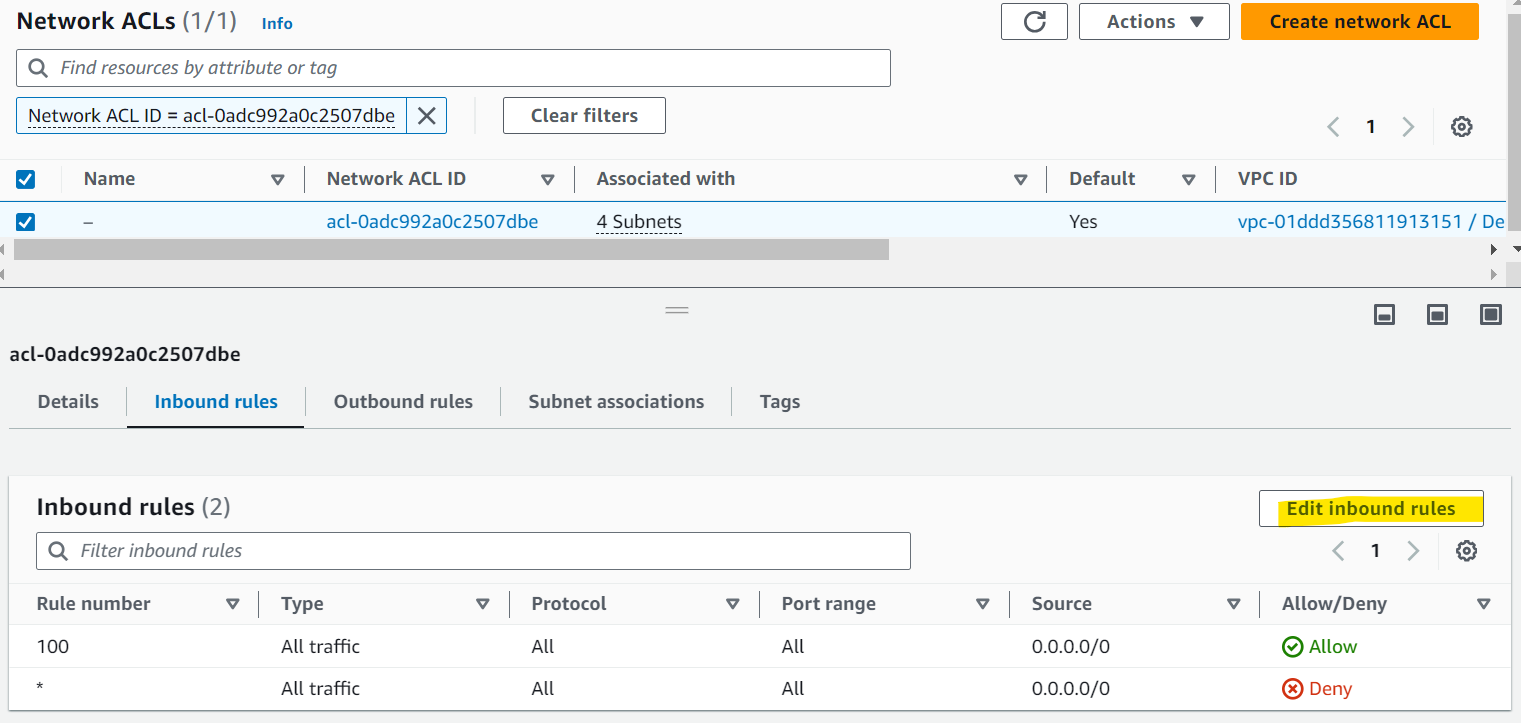 Network ACLs (1/1) Info
Actions
Create network ACL
Find resources by attribute or tag
Network ACL ID = acl-0adc992a0c2507dbe
Clear filters
1
Name Network ACL ID Associated with Default VPC ID
– acl-0adc992a0c2507dbe 4 Subnets Yes vpc-01ddd356811913151 / De
acl-0adc992a0c2507dbe
Details Inbound rules Outbound rules Subnet associations Tags
Inbound rules (2)
Edit inbound rules
Filter inbound rules
1
Rule number Type Protocol Port range Source Allow/Deny
100 All traffic All All 0.0.0.0/0 Allow
* All traffic All All 0.0.0.0/0 Deny